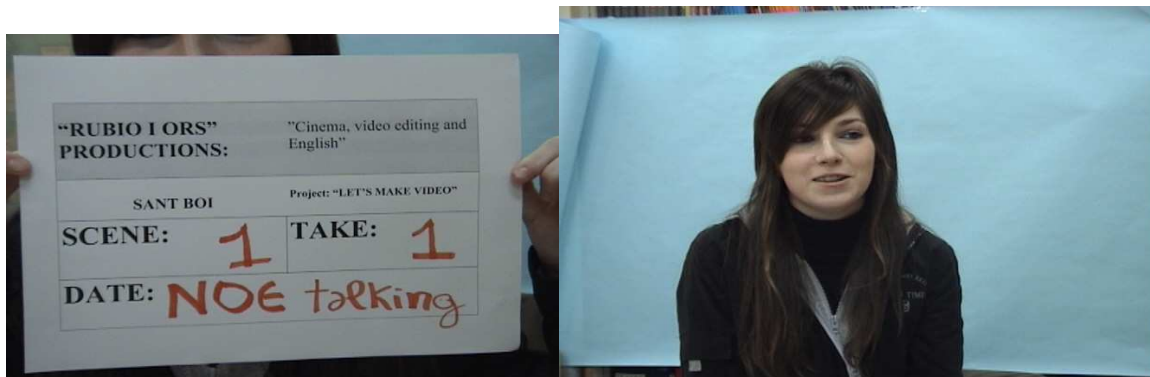 “RUBIO I ORS” "Cinema, video editing and
PRODUCTIONS: English”
SANT BOI Project: “LET’S MAKE VIDEO”
SCENE: 1 TAKE: 1
DATE: NOE talking
TIME